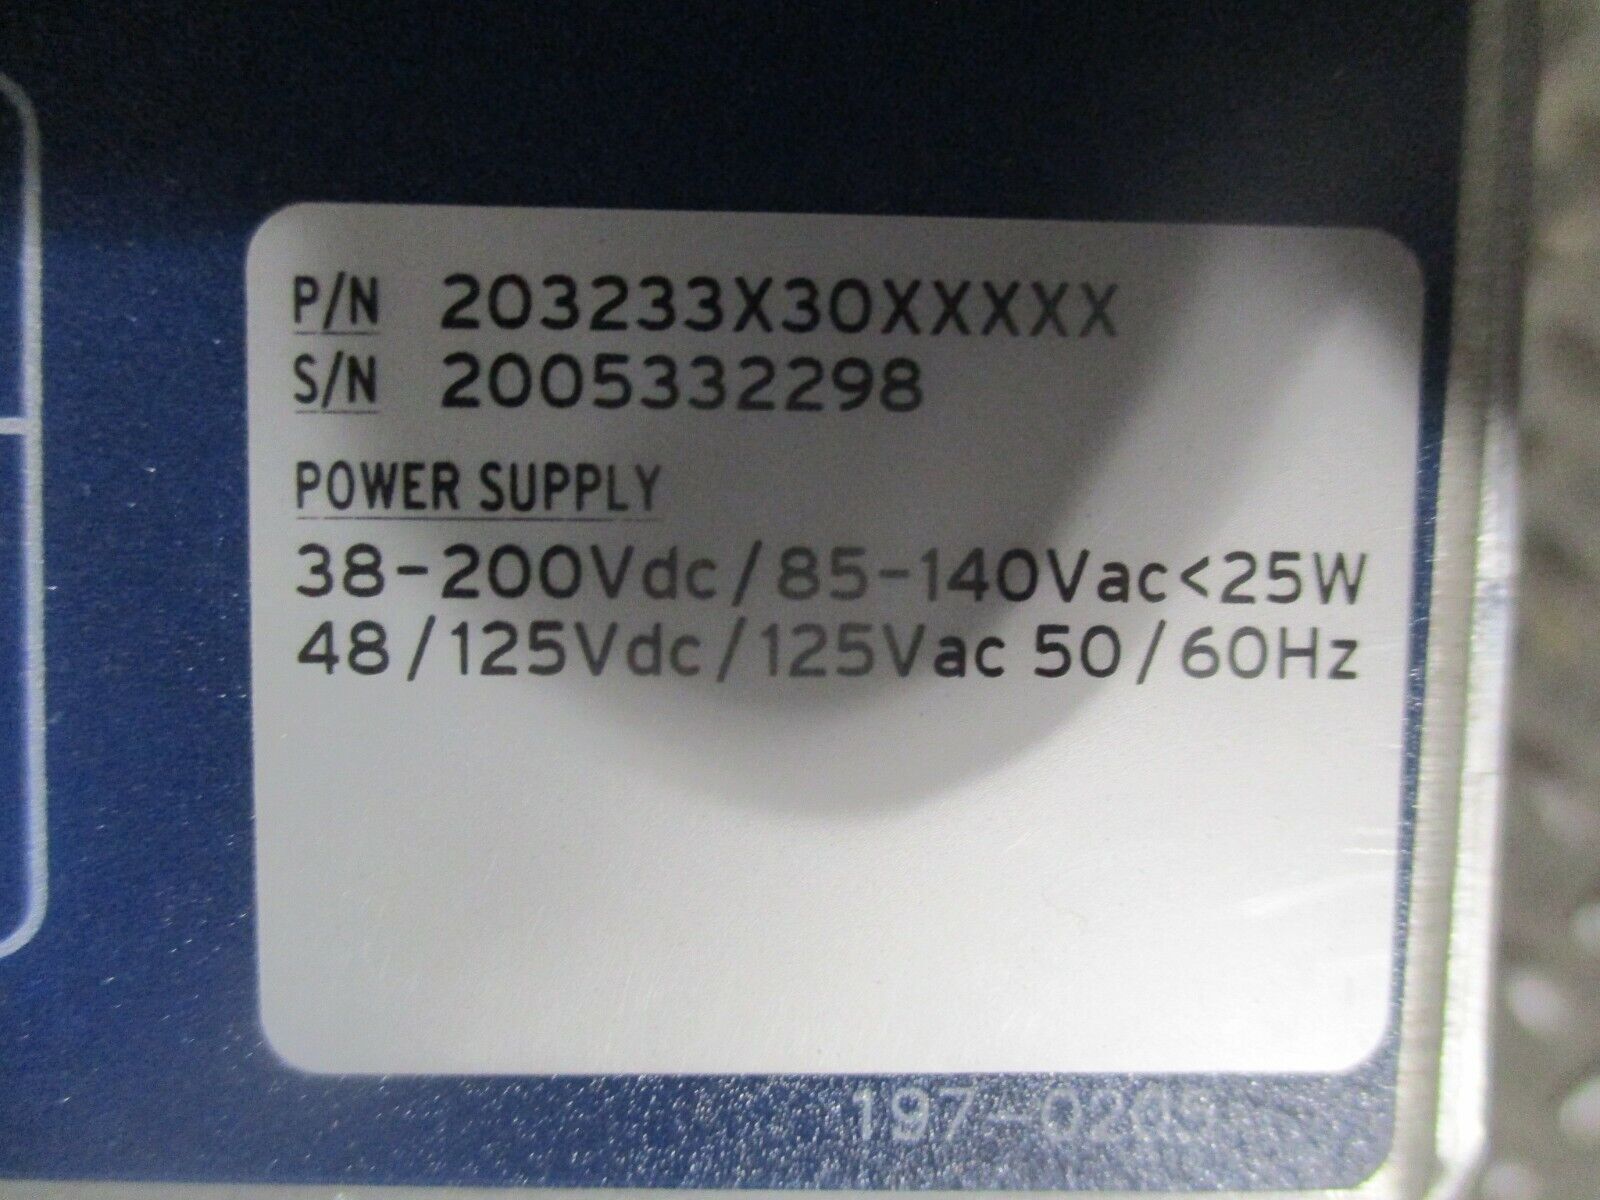 P/N 203233X30XXXXX
S/N 2005332298
POWER SUPPLY
38-200Vdc/85-140Vac<25W
48/125Vdc/125Vac 50/60Hz